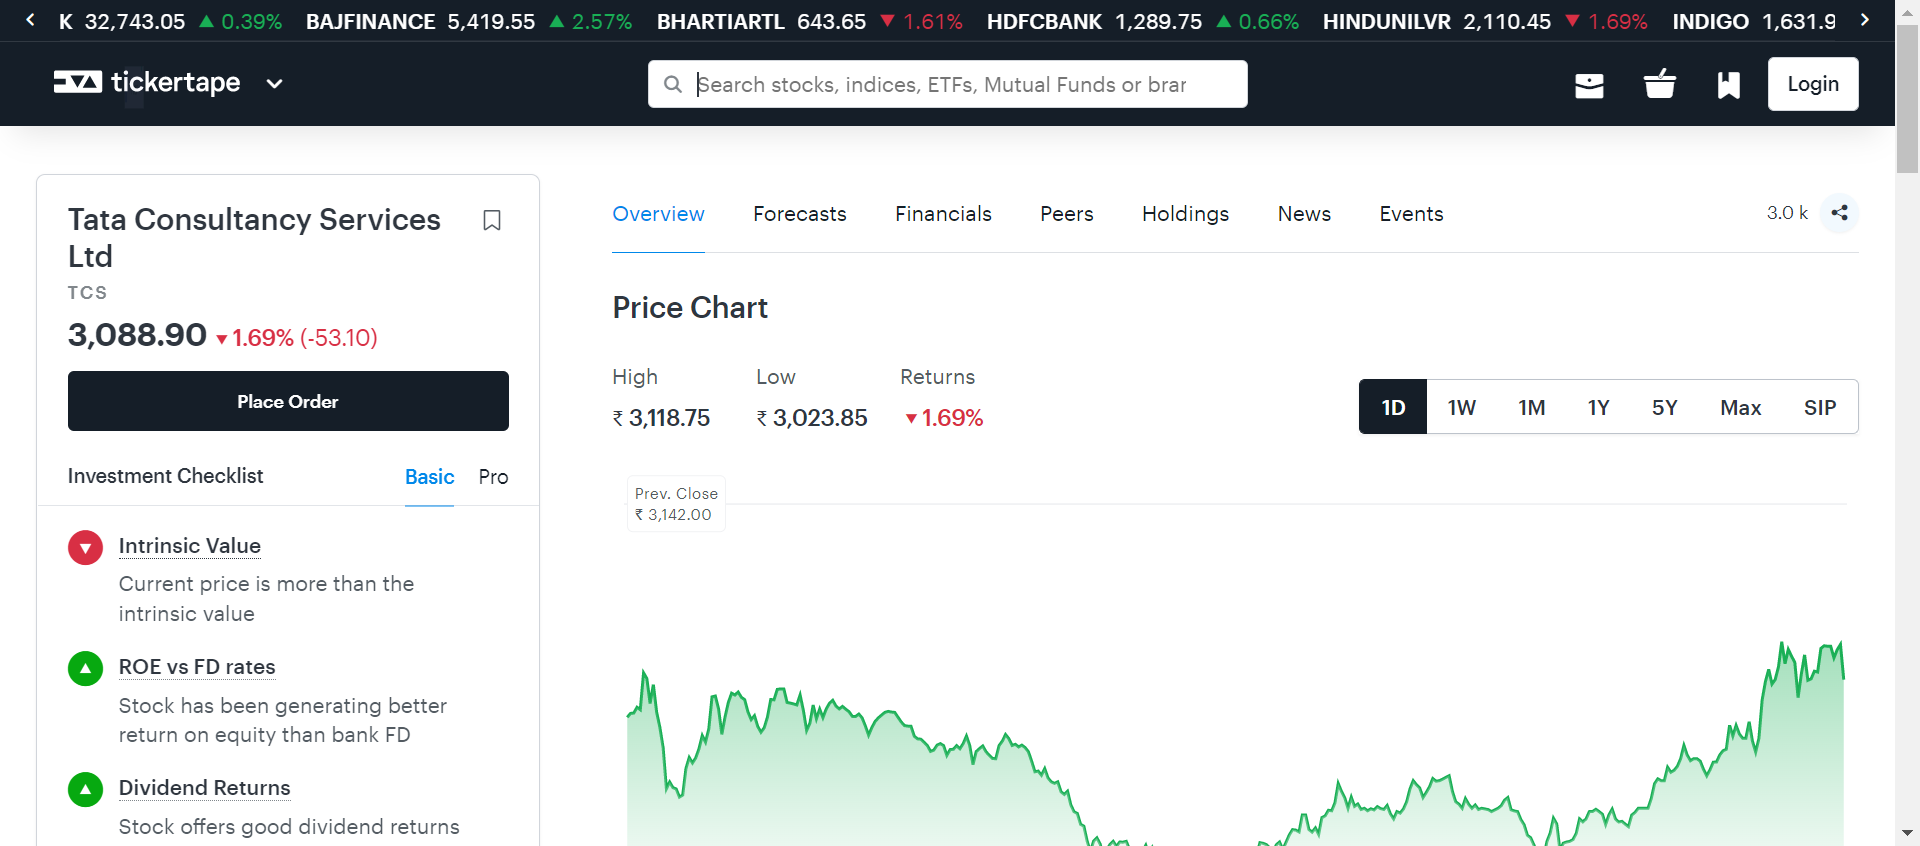 K 32,743.05 ▲ 0.39% BAJFINANCE 5,419.55 ▲ 2.57% BHARTIARTL 643.65 ▼ 1.61% HDFCBANK 1,289.75 ▲ 0.66% HINDUNILVR 2,110.45 ▼ 1.69% INDIGO 1,631.9
tickertape
Search stocks, indices, ETFs, Mutual Funds or brar
Login
Tata Consultancy Services
Ltd
TCS
3,088.90 ▼ 1.69% (-53.10)
Place Order
Investment Checklist Basic Pro
Intrinsic Value
Current price is more than the
intrinsic value
ROE vs FD rates
Stock has been generating better
return on equity than bank FD
Dividend Returns
Stock offers good dividend returns
Overview Forecasts Financials Peers Holdings News Events 3.0 k
Price Chart
High Low Returns
₹ 3,118.75 ₹ 3,023.85 ▼ 1.69%
1D 1W 1M 1Y 5Y Max SIP
Prev. Close
₹ 3,142.00